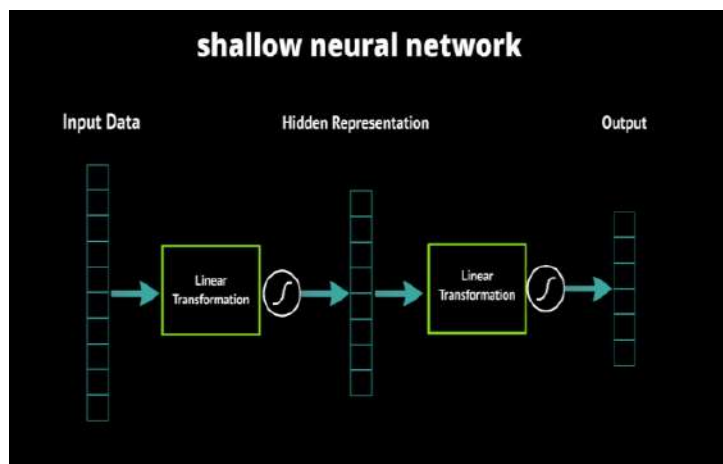 shallow neural network
Input Data
Hidden Representation
Output
Linear
Transformation
Linear
Transformation